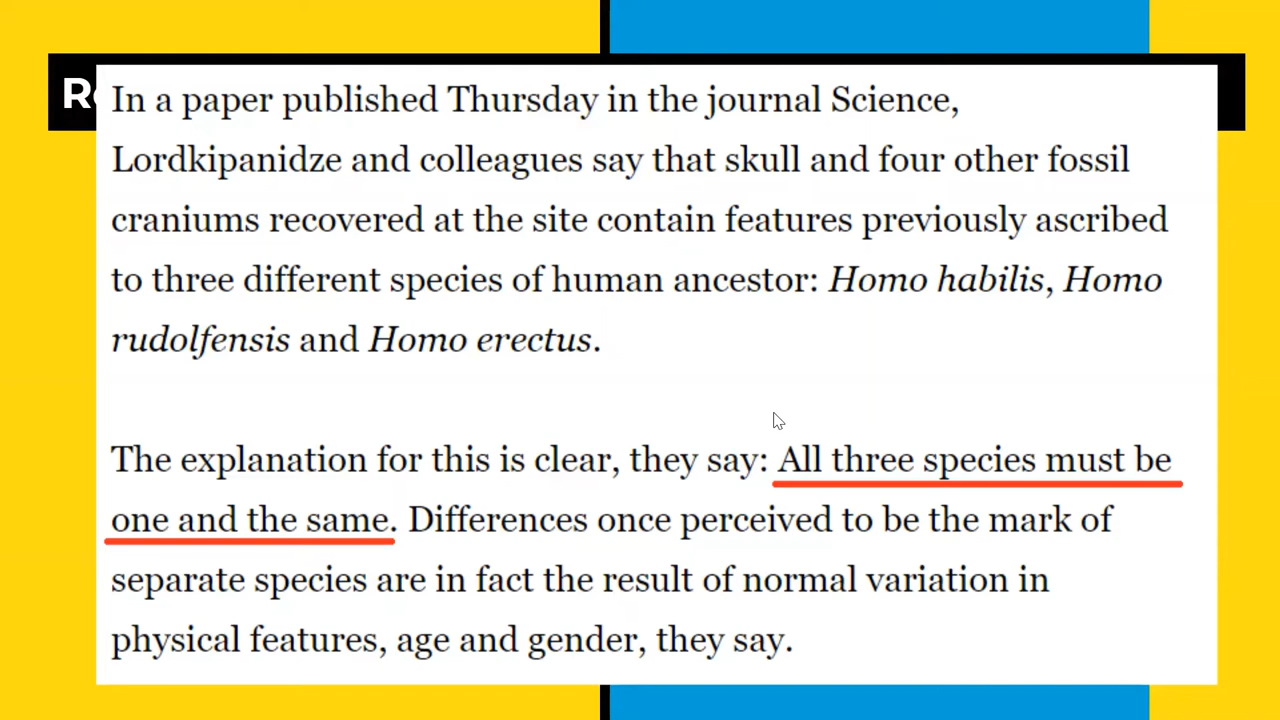 In a paper published Thursday in the journal Science,
Lordkipanidze and colleagues say that skull and four other fossil
craniums recovered at the site contain features previously ascribed
to three different species of human ancestor: Homo habilis, Homo
rudolfensis and Homo erectus.
The explanation for this is clear, they say: All three species must be
one and the same. Differences once perceived to be the mark of
separate species are in fact the result of normal variation in
physical features, age and gender, they say.